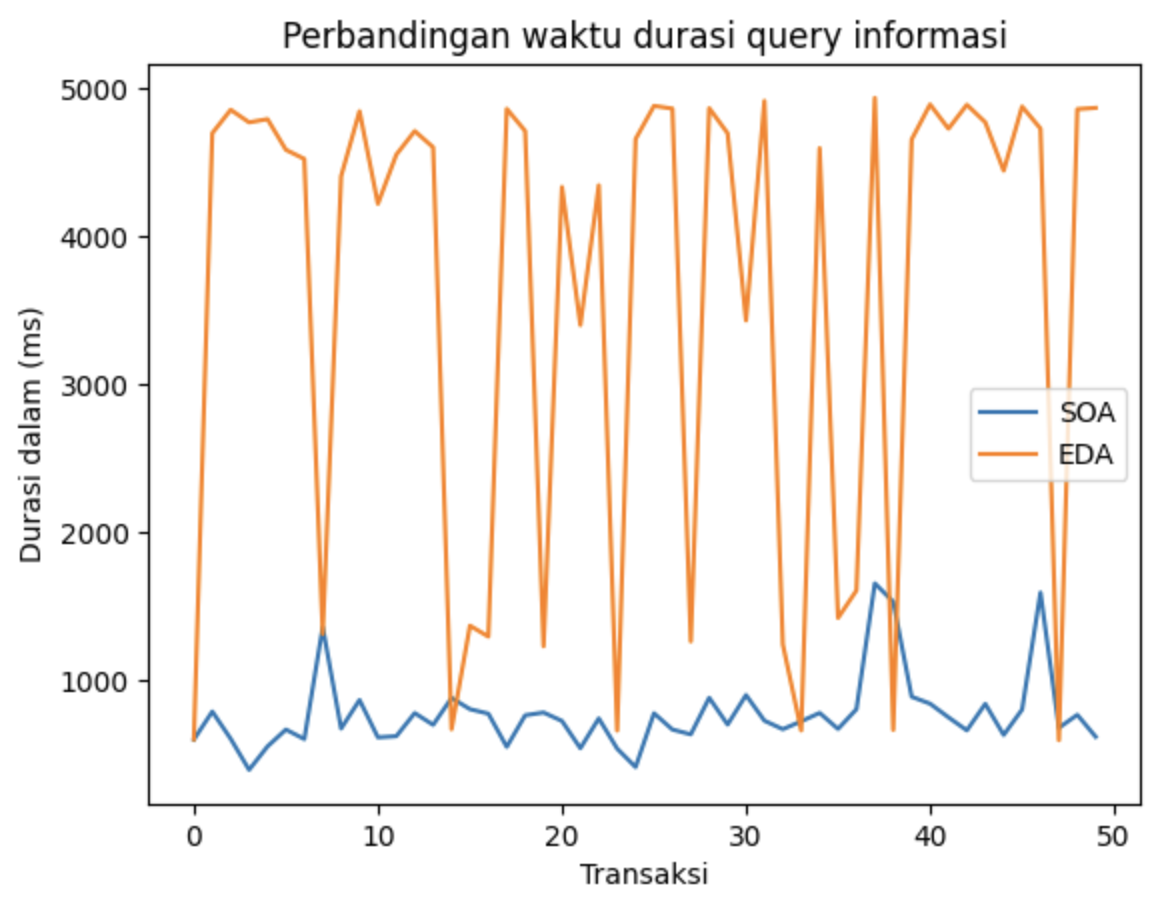 Perbandingan waktu durasi query informasi
Durasi dalam (ms)
5000
4000
3000
2000
1000
SOA
EDA
0 10 20 30 40 50
Transaksi